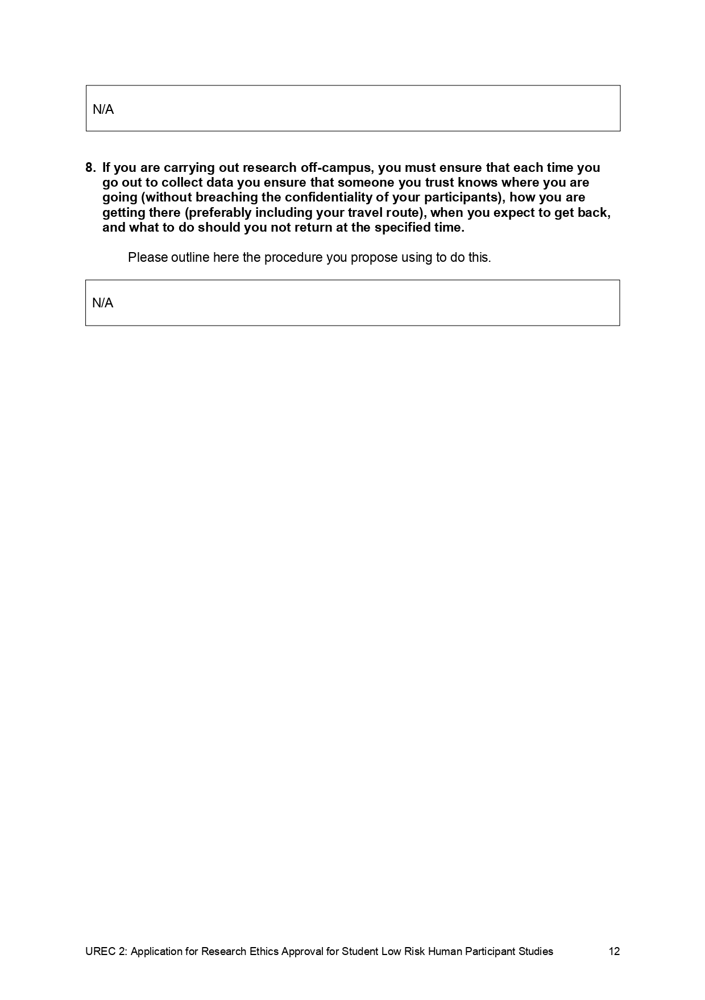 N/A
8. If you are carrying out research off-campus, you must ensure that each time you
go out to collect data you ensure that someone you trust knows where you are
going (without breaching the confidentiality of your participants), how you are
getting there (preferably including your travel route), when you expect to get back,
and what to do should you not return at the specified time.
Please outline here the procedure you propose using to do this.
N/A
UREC 2: Application for Research Ethics Approval for Student Low Risk Human Participant Studies 12